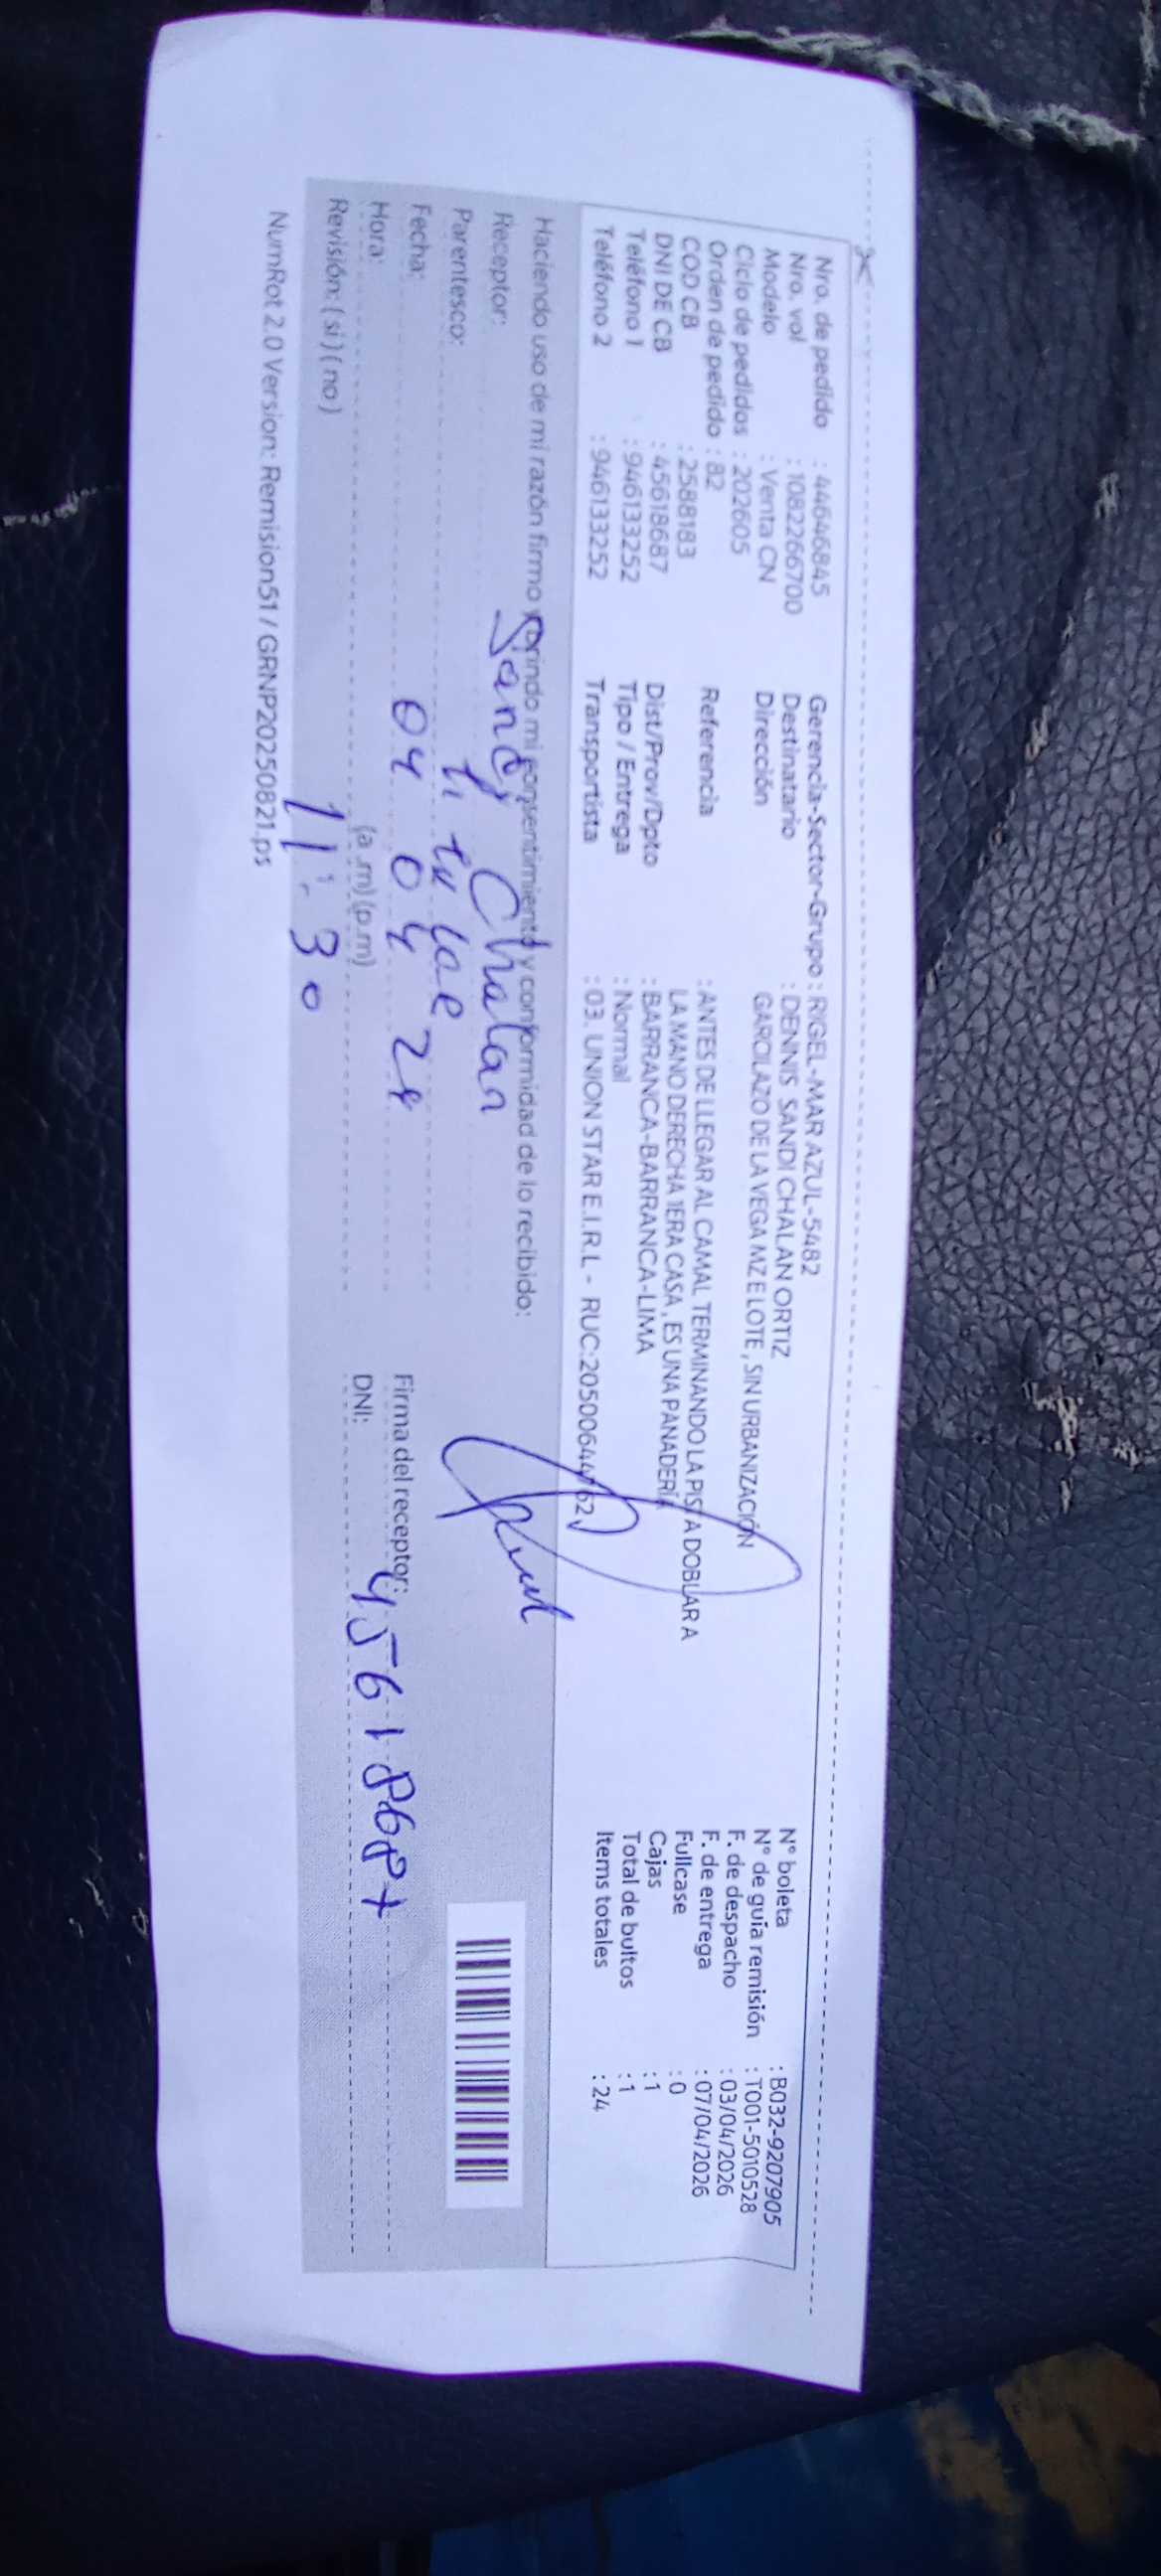 Nro. de pedido : 44646845
Nro. vol : 1082266700
Modelo : Venta CN
Ciclo de pedidos : 202605
Orden de pedido : 82
COD CB : 2588183
DNI DE CB : 45618687
Teléfono 1 : 946133252
Teléfono 2 : 946133252
Gerencia-Sector-Grupo : RIGEL-MAR AZUL-5482
Destinatario : DENNIS SANDI CHALAN ORTIZ
Dirección GARCILAZO DE LA VEGA MZ E LOTE , SIN URBANIZACIÓN
Referencia : ANTES DE LLEGAR AL CAMAL TERMINANDO LA PISTA DOBLAR A
LA MANO DERECHA 1ERA CASA , ES UNA PANADERÍA
Dist/Prov/Dpto : BARRANCA-BARRANCA-LIMA
Tipo / Entrega : Normal
Transportista : 03. UNION STAR E.I.R.L - RUC:20500644762
N° boleta : B032-9207905
N° de guía remisión : T001-5010528
F. de despacho : 03/04/2026
F. de entrega : 07/04/2026
Fullcase : 0
Cajas : 1
Total de bultos : 1
Items totales : 24
Haciendo uso de mi razón firmo y brindo mi consentimiento y conformidad de lo recibido:
Receptor: Sandi Chalan
Parentesco: titular
Fecha: 04 04
Hora: (a.m) (p.m) 11:30
Revisión: ( si ) ( no )
Firma del receptor:
DNI: 45618687
NumRot 2.0 Version: Remision51 / GRNP20250821.ps